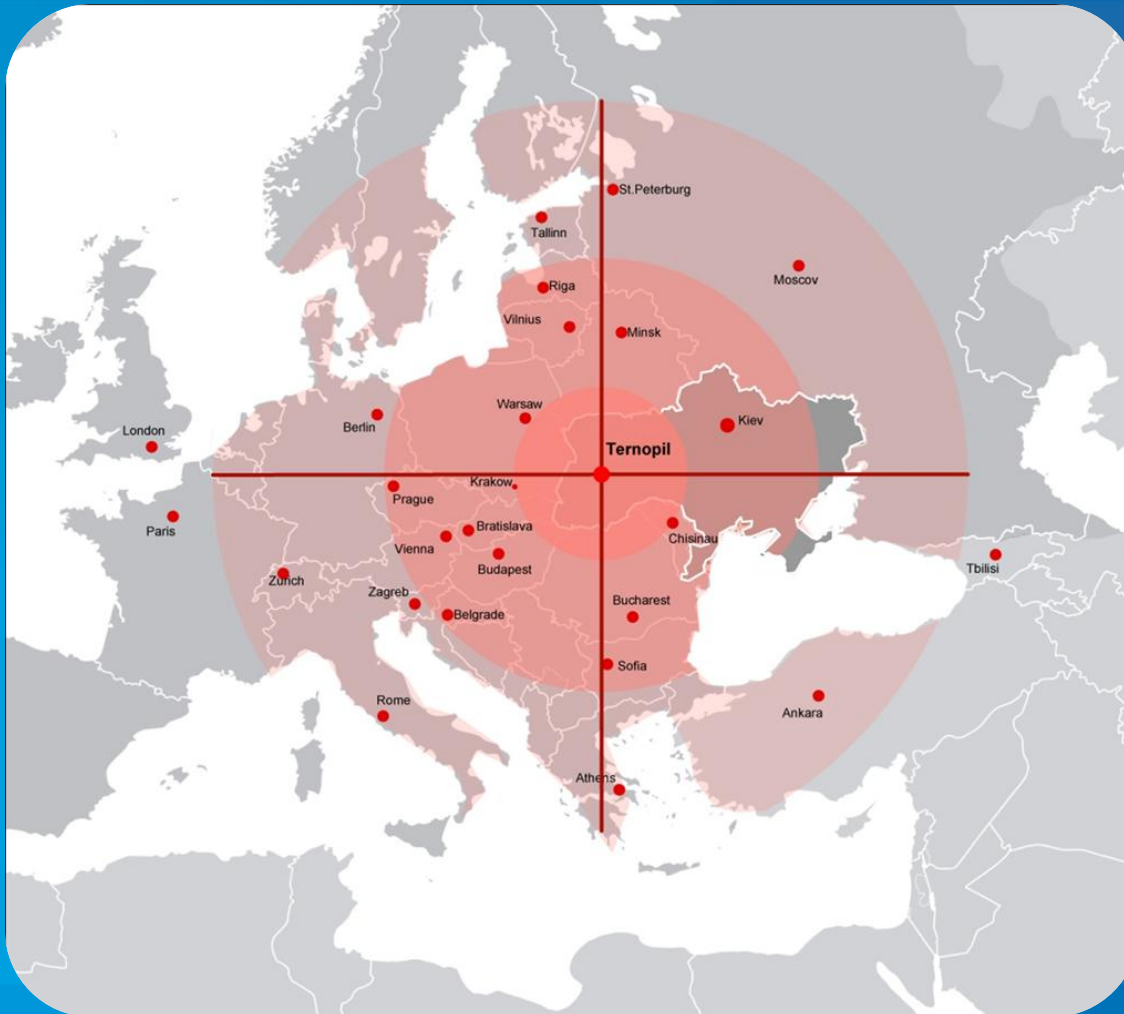 St.Peterburg
Tallinn
Moscov
Riga
Vilnius
Minsk
Warsaw
Kiev
Berlin
London
Ternopil
Krakow
Prague
Paris
Bratislava
Vienna
Chisinau
Budapest
Tbilisi
Zurich
Zagreb
Bucharest
Belgrade
Sofia
Rome
Ankara
Athens